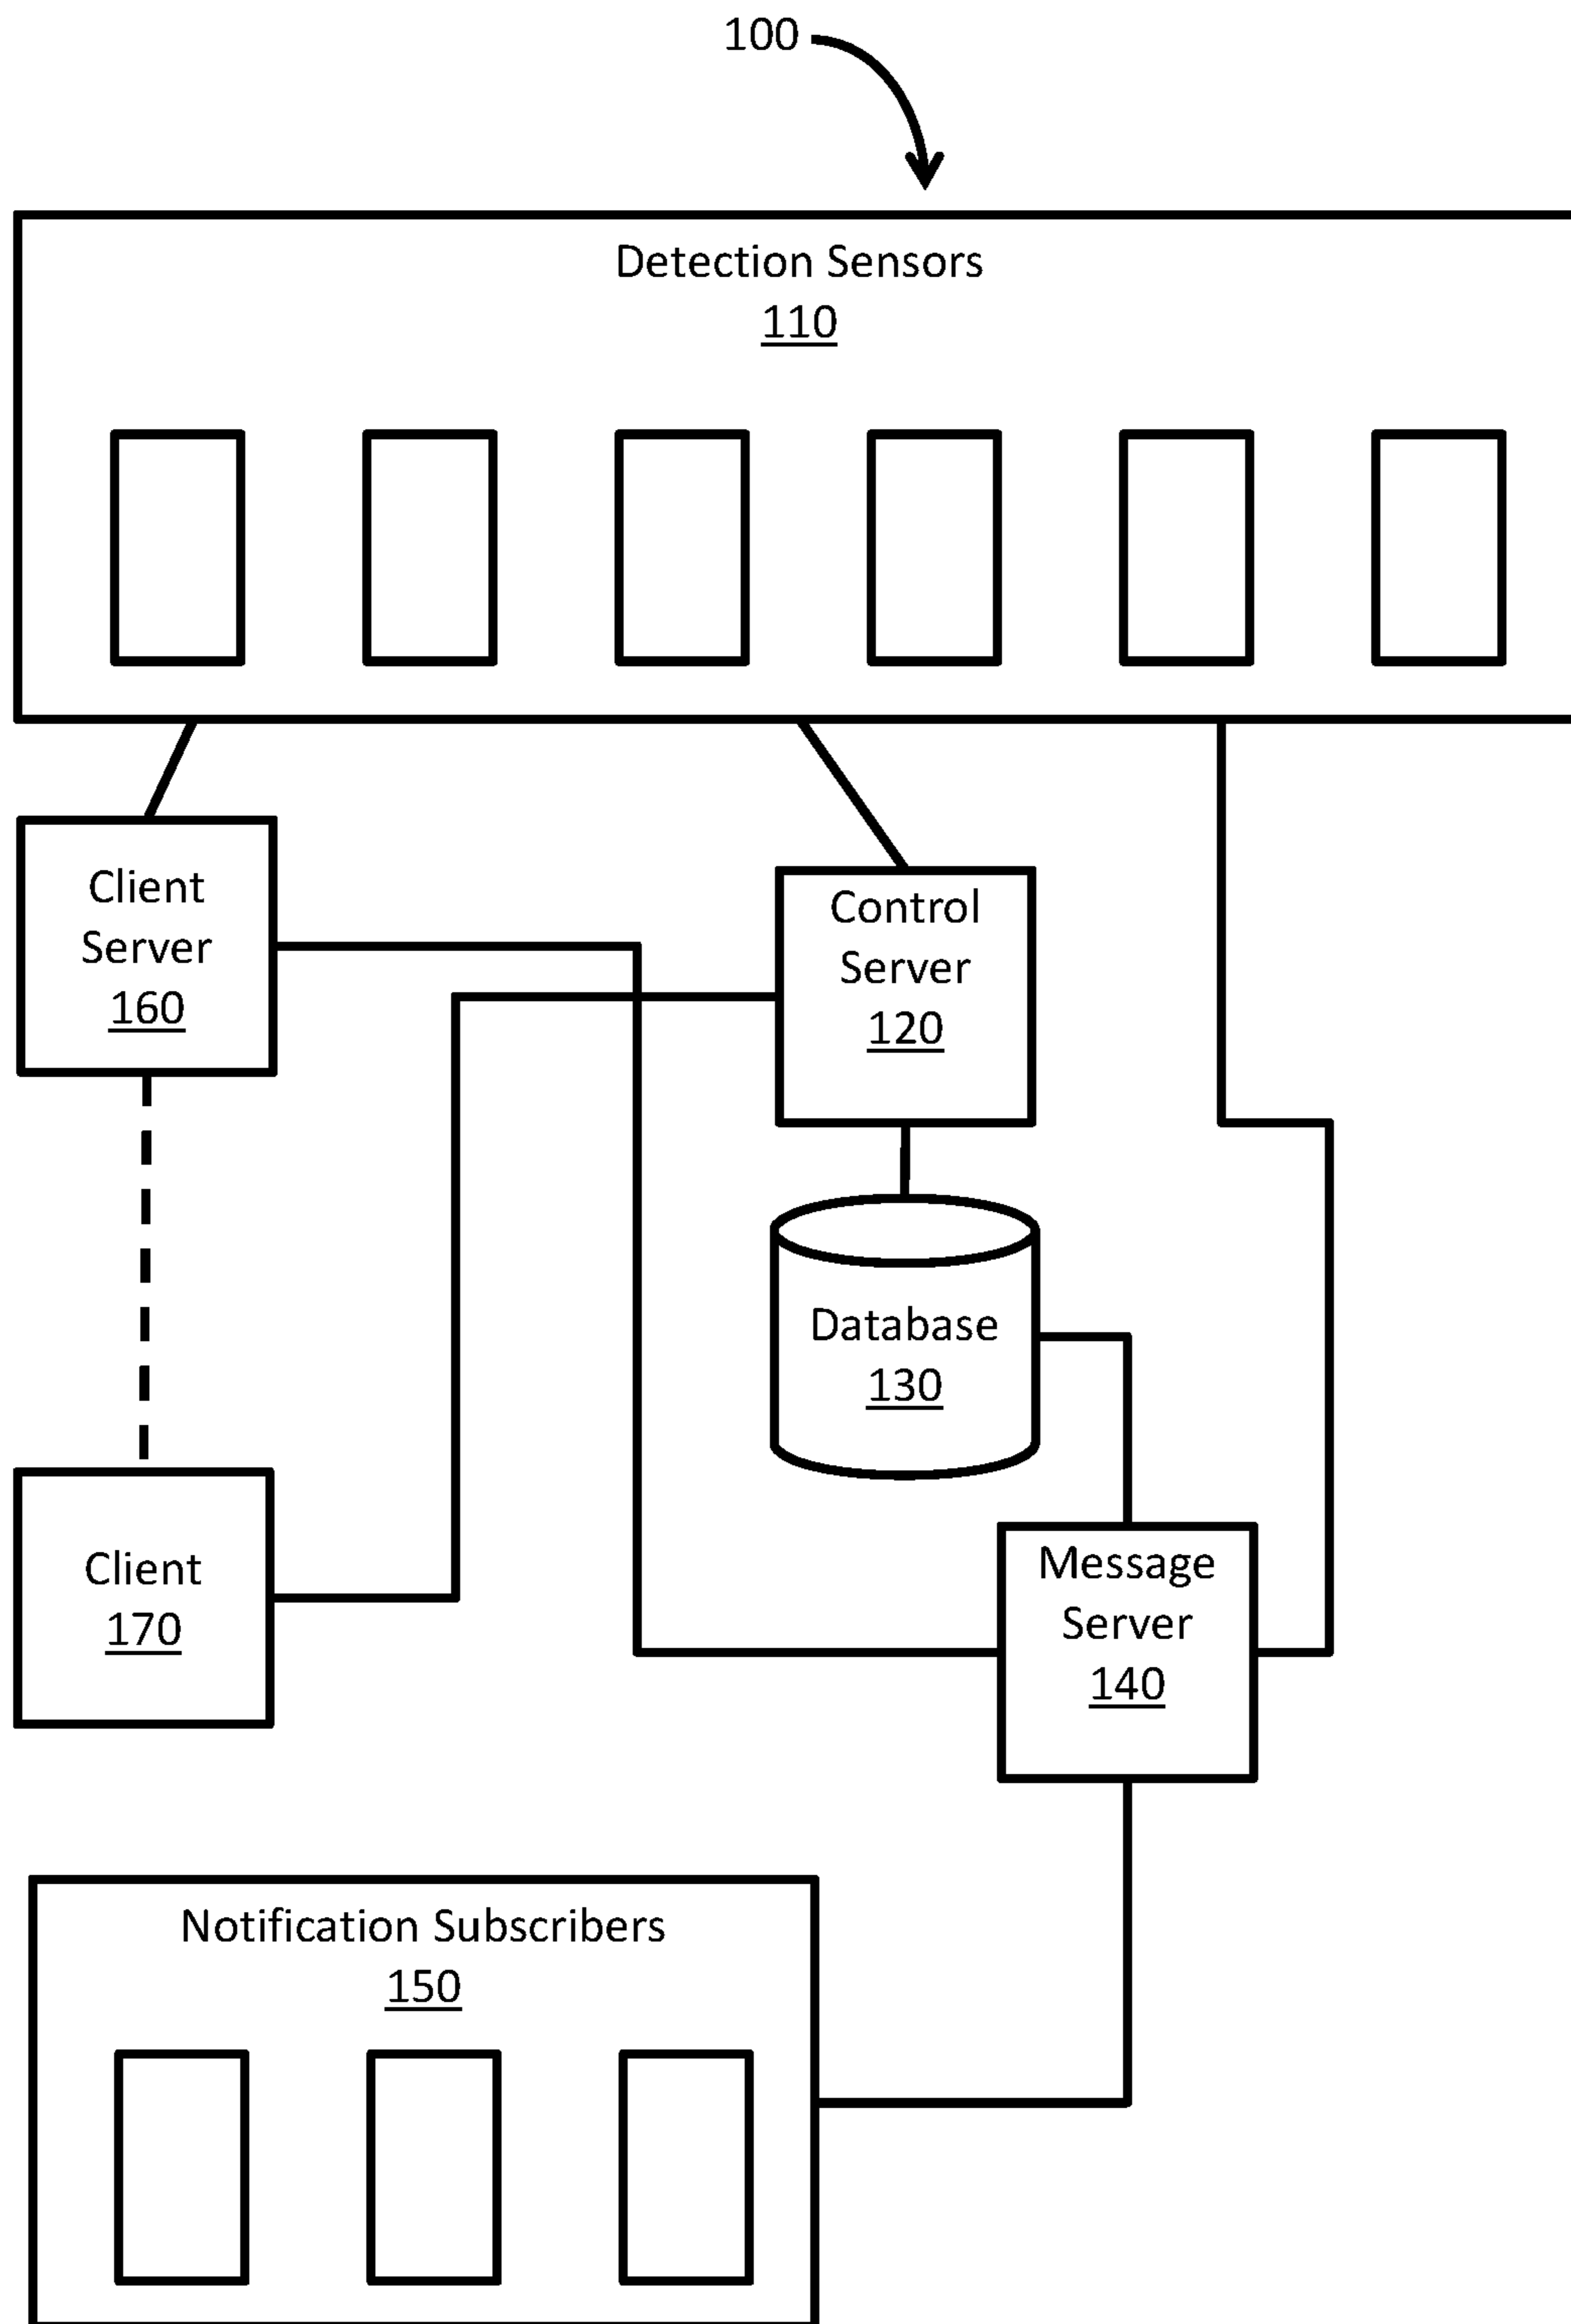 100
Detection Sensors
110
Client
Server
160
Control
Server
120
Database
130
Client
170
Message
Server
140
Notification Subscribers
150